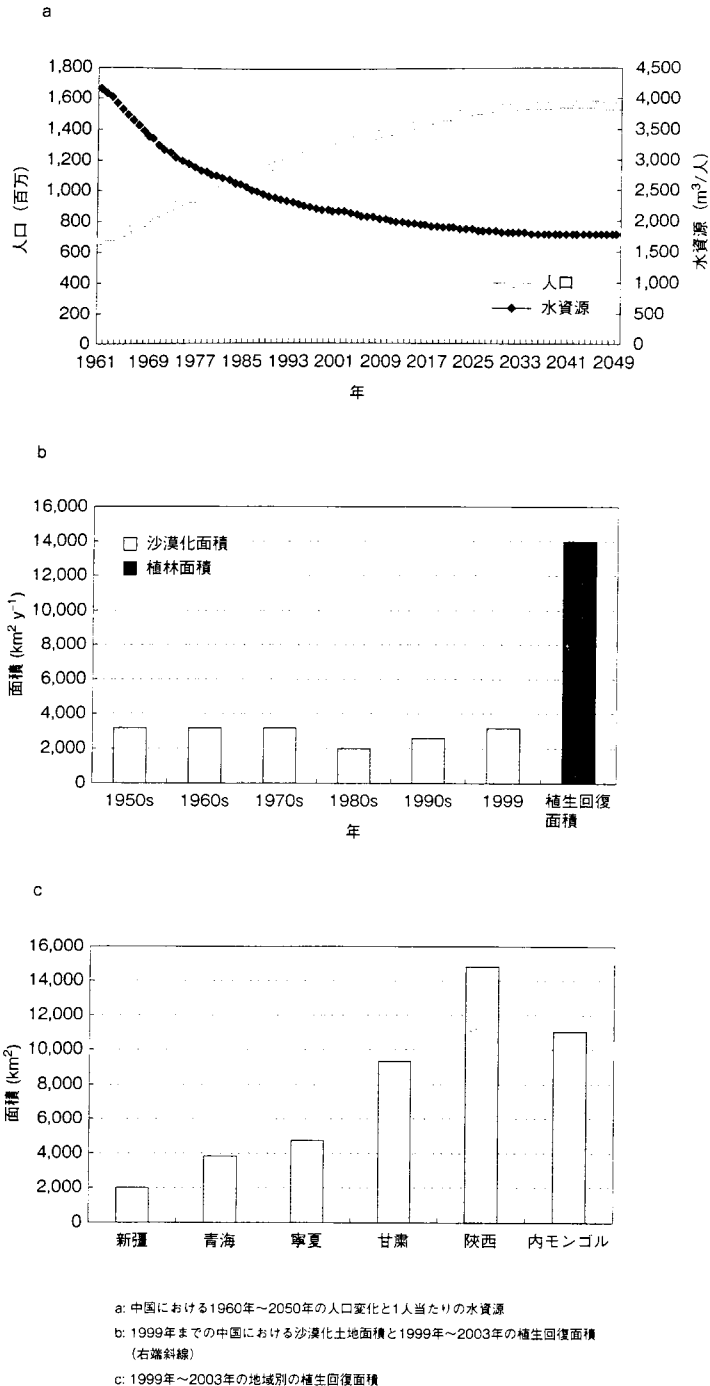 a
1,800
1,600
1,400
1,200
1,000
800
600
400
200
0
人口 (百万)
4,500
4,000
3,500
3,000
2,500
2,000
1,500
1,000
500
0
水資源 (m³/人)
人口
水資源
1961 1969 1977 1985 1993 2001 2009 2017 2025 2033 2041 2049
年
b
16,000
14,000
12,000
10,000
8,000
6,000
4,000
2,000
0
面積 (km² y⁻¹)
沙漠化面積
植林面積
1950s 1960s 1970s 1980s 1990s 1999 植生回復
面積
年
c
16,000
14,000
12,000
10,000
8,000
6,000
4,000
2,000
0
面積 (km²)
新疆 青海 寧夏 甘粛 陝西 内モンゴル
a: 中国における1960年～2050年の人口変化と1人当たりの水資源
b: 1999年までの中国における沙漠化土地面積と1999年～2003年の植生回復面積
(右端斜線)
c: 1999年～2003年の地域別の植生回復面積